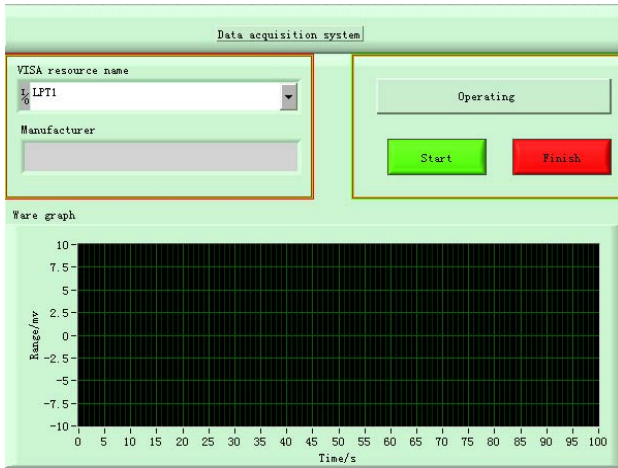 Data acquisition system
VISA resource name
I/O LPT1
Manufacturer
Operating
Start
Finish
Ware graph
10
7.5
5
2.5
0
-2.5
-5
-7.5
-10
Range/mv
0 5 10 15 20 25 30 35 40 45 50 55 60 65 70 75 80 85 90 95 100
Time/s